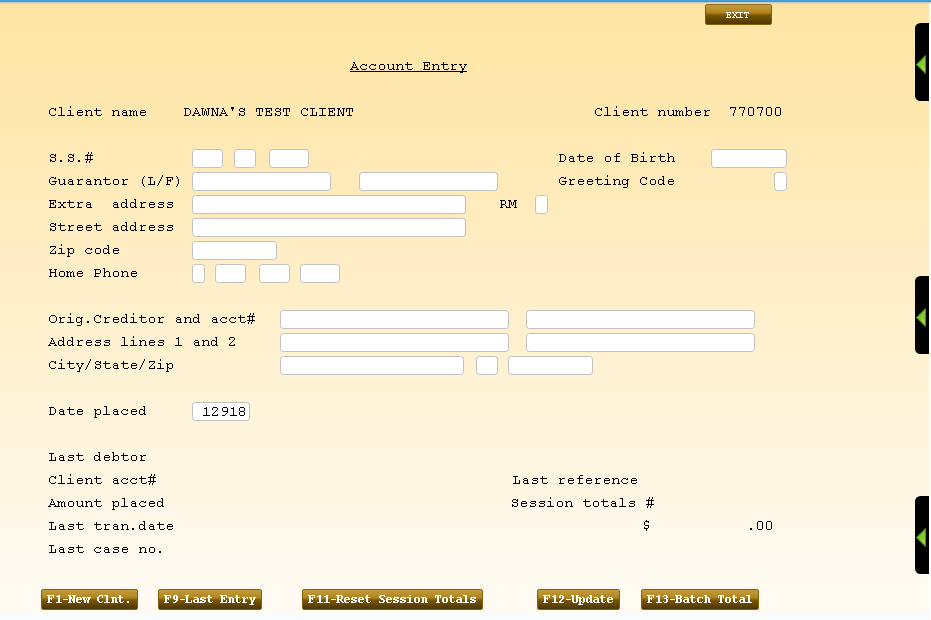 EXIT
Account Entry
Client name DAWNA'S TEST CLIENT Client number 770700
S.S.# Date of Birth
Guarantor (L/F) Greeting Code
Extra address RM
Street address
Zip code
Home Phone
Orig.Creditor and acct#
Address lines 1 and 2
City/State/Zip
Date placed 12918
Last debtor
Client acct# Last reference
Amount placed Session totals #
Last tran.date $ .00
Last case no.
F1-New Clnt. F9-Last Entry F11-Reset Session Totals F12-Update F13-Batch Total